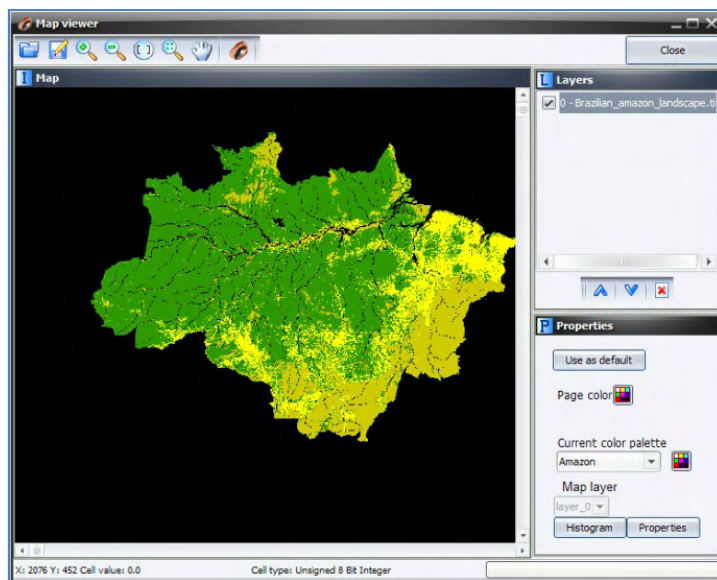 Map viewer
Close
I Map
L Layers
0 - Brazilian_amazon_landscape.ti
P Properties
Use as default
Page color
Current color palette
Amazon
Map layer
layer_0
Histogram
Properties
X: 2076 Y: 452 Cell value: 0.0
Cell type: Unsigned 8 Bit Integer